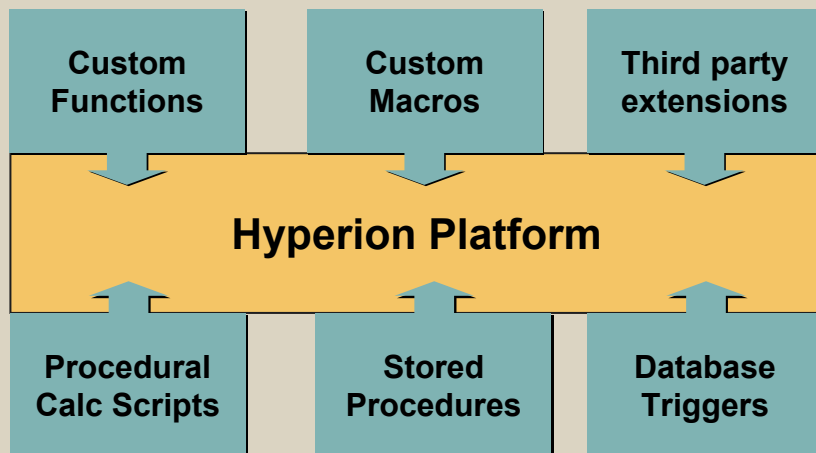 Custom
Functions
Custom
Macros
Third party
extensions
Hyperion Platform
Procedural
Calc Scripts
Stored
Procedures
Database
Triggers